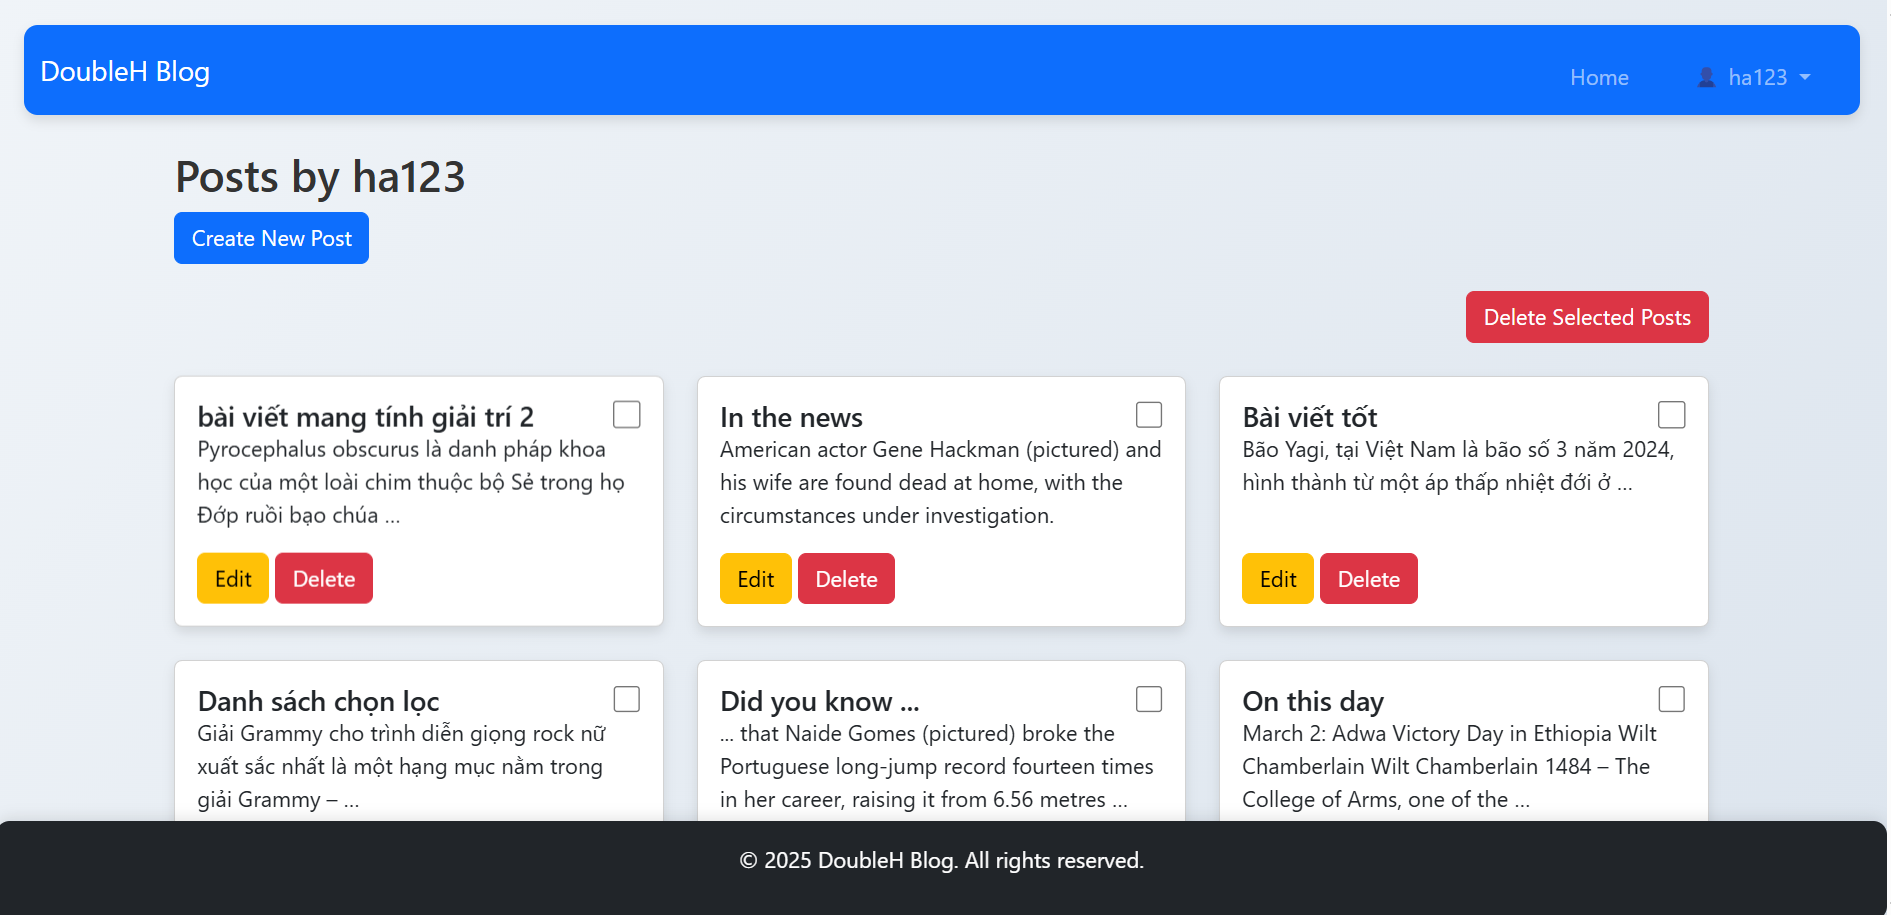 DoubleH Blog
Home
ha123
Posts by ha123
Create New Post
Delete Selected Posts
bài viết mang tính giải trí 2
Pyrocephalus obscurus là danh pháp khoa
học của một loài chim thuộc bộ Sẻ trong họ
Đớp ruồi bạo chúa ...
Edit
Delete
In the news
American actor Gene Hackman (pictured) and
his wife are found dead at home, with the
circumstances under investigation.
Edit
Delete
Bài viết tốt
Bão Yagi, tại Việt Nam là bão số 3 năm 2024,
hình thành từ một áp thấp nhiệt đới ở ...
Edit
Delete
Danh sách chọn lọc
Giải Grammy cho trình diễn giọng rock nữ
xuất sắc nhất là một hạng mục nằm trong
giải Grammy – ...
Did you know ...
... that Naide Gomes (pictured) broke the
Portuguese long-jump record fourteen times
in her career, raising it from 6.56 metres ...
On this day
March 2: Adwa Victory Day in Ethiopia Wilt
Chamberlain Wilt Chamberlain 1484 – The
College of Arms, one of the ...
© 2025 DoubleH Blog. All rights reserved.